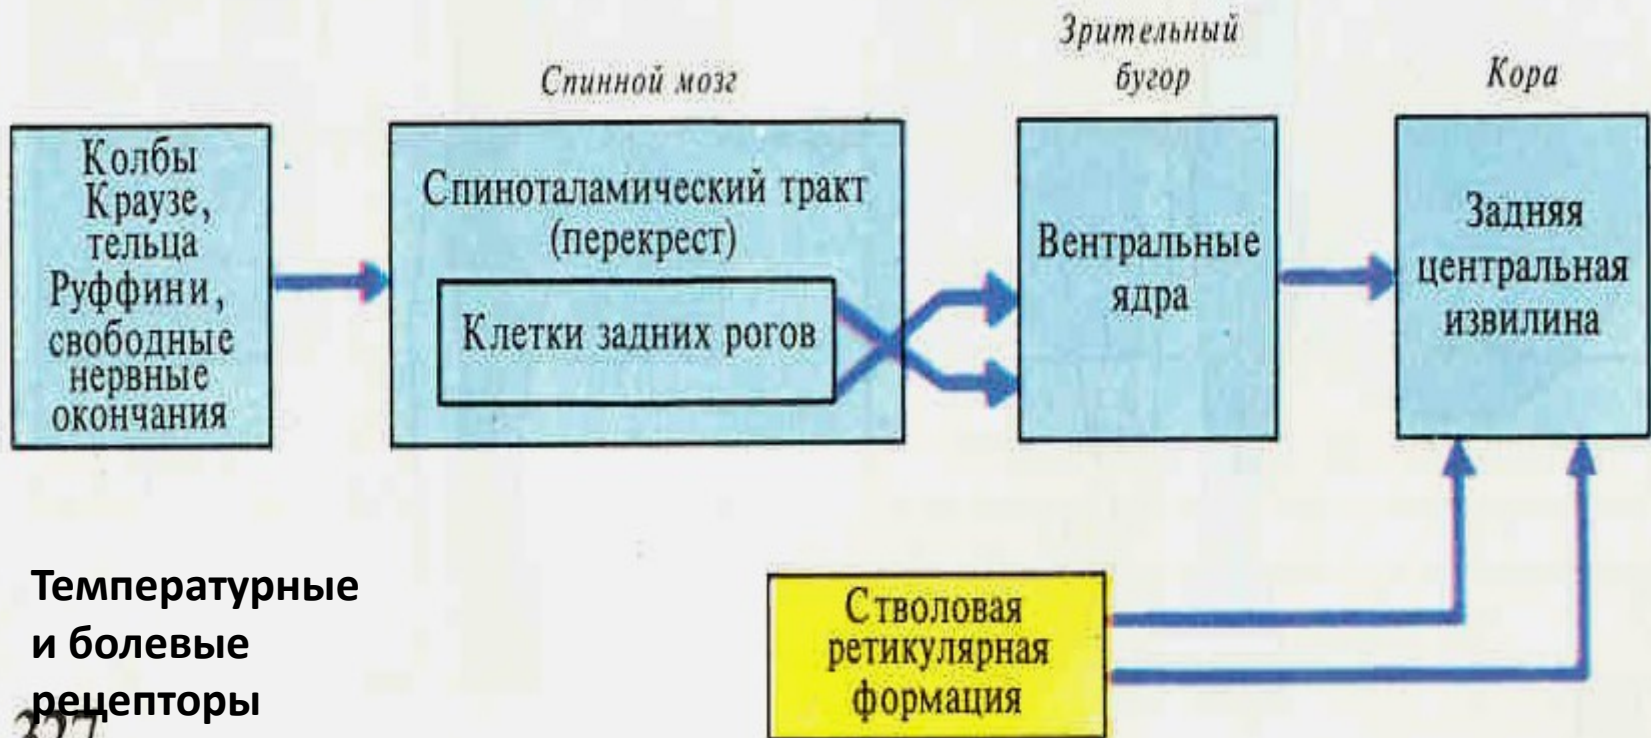 Спинной мозг
Зрительный
бугор
Кора
Колбы
Краузе,
тельца
Руффини,
свободные
нервные
окончания
Спиноталамический тракт
(перекрест)
Клетки задних рогов
Вентральные
ядра
Задняя
центральная
извилина
Температурные
и болевые
рецепторы
327
Стволовая
ретикулярная
формация